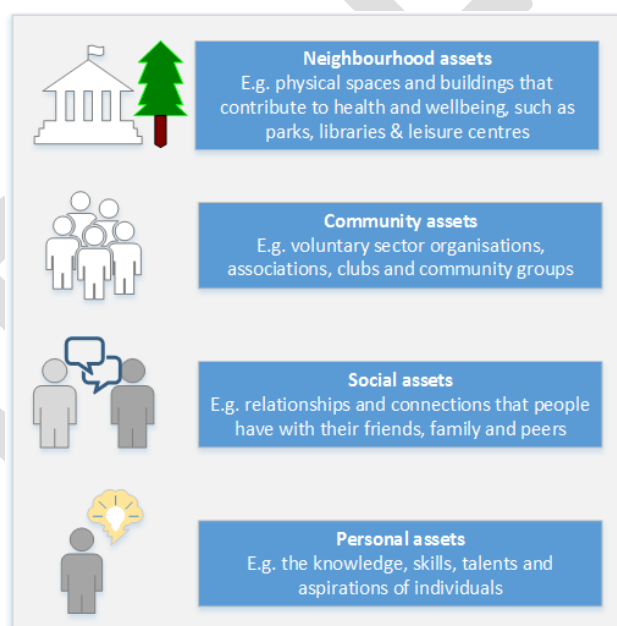 Neighbourhood assets
E.g. physical spaces and buildings that
contribute to health and wellbeing, such as
parks, libraries & leisure centres
Community assets
E.g. voluntary sector organisations,
associations, clubs and community groups
Social assets
E.g. relationships and connections that people
have with their friends, family and peers
Personal assets
E.g. the knowledge, skills, talents and
aspirations of individuals